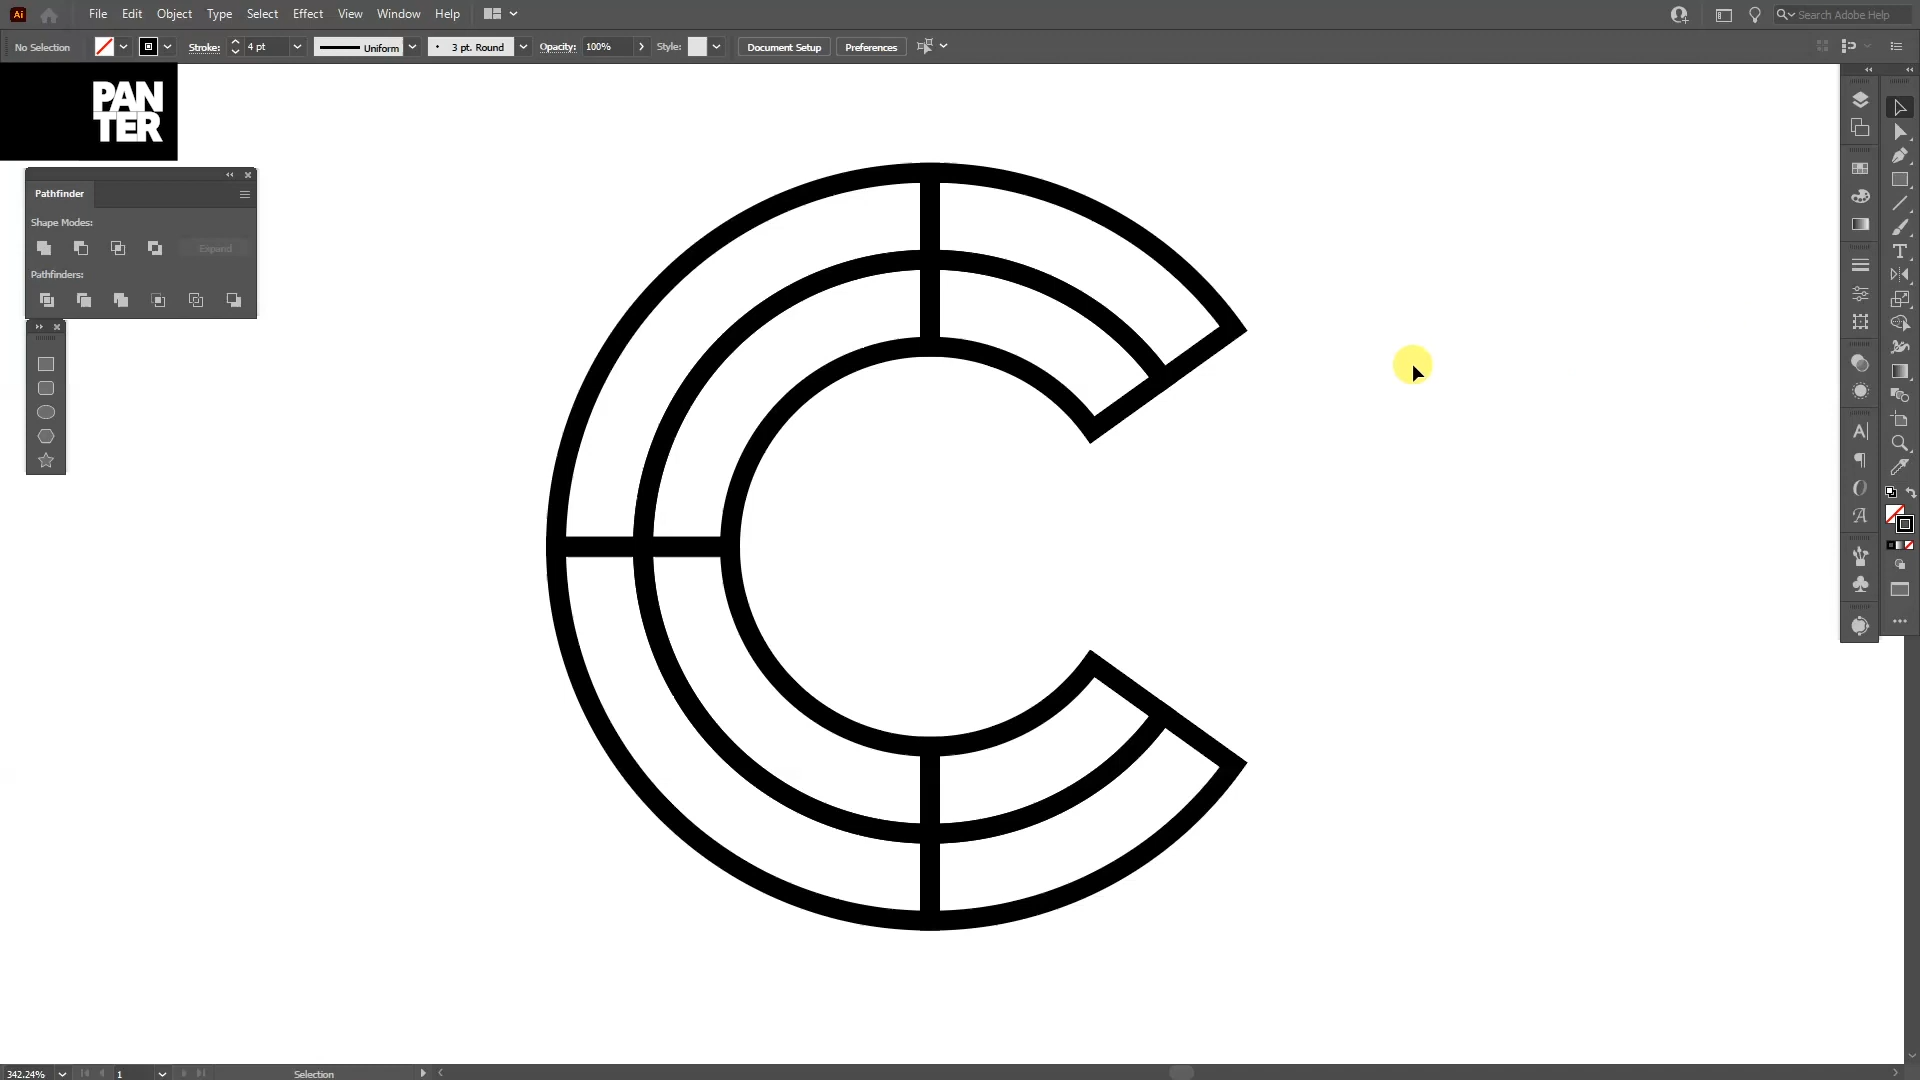 Ai File Edit Object Type Select Effect View Window Help Search Adobe Help
No Selection Stroke: 4 pt Uniform 3 pt. Round Opacity: 100% Style: Document Setup Preferences
PAN
TER
Pathfinder
Shape Modes:
Expand
Pathfinders:
342.24% 1 Selection